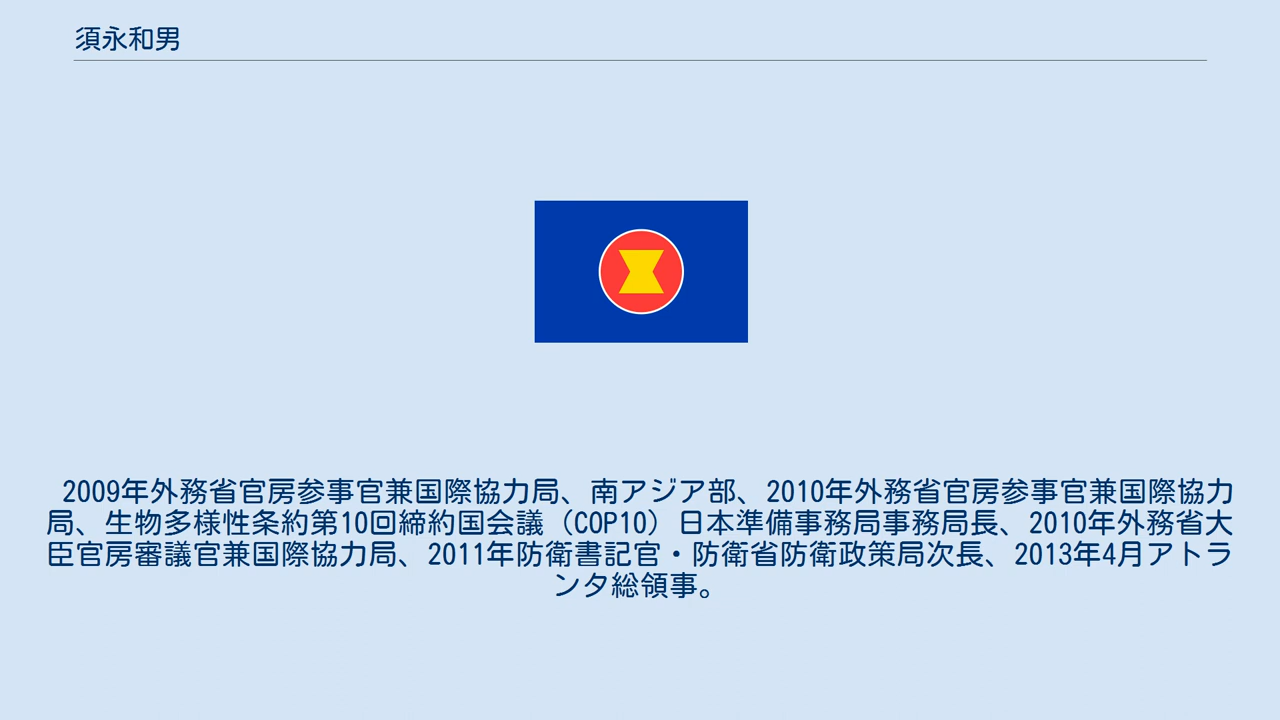 須永和男
2009年外務省官房参事官兼国際協力局、南アジア部、2010年外務省官房参事官兼国際協力
局、生物多様性条約第10回締約国会議（COP10）日本準備事務局事務局長、2010年外務省大
臣官房審議官兼国際協力局、2011年防衛書記官・防衛省防衛政策局次長、2013年4月アトラ
ンタ総領事。